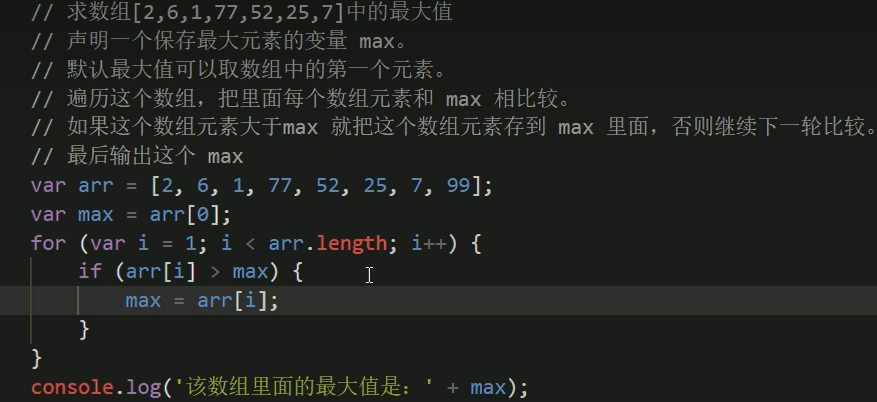 // 求数组[2,6,1,77,52,25,7]中的最大值
// 声明一个保存最大元素的变量 max。
// 默认最大值可以取数组中的第一个元素。
// 遍历这个数组，把里面每个数组元素和 max 相比较。
// 如果这个数组元素大于max 就把这个数组元素存到 max 里面，否则继续下一轮比较。
// 最后输出这个 max
var arr = [2, 6, 1, 77, 52, 25, 7, 99];
var max = arr[0];
for (var i = 1; i < arr.length; i++) {
    if (arr[i] > max) {
        max = arr[i];
    }
}
console.log('该数组里面的最大值是：' + max);